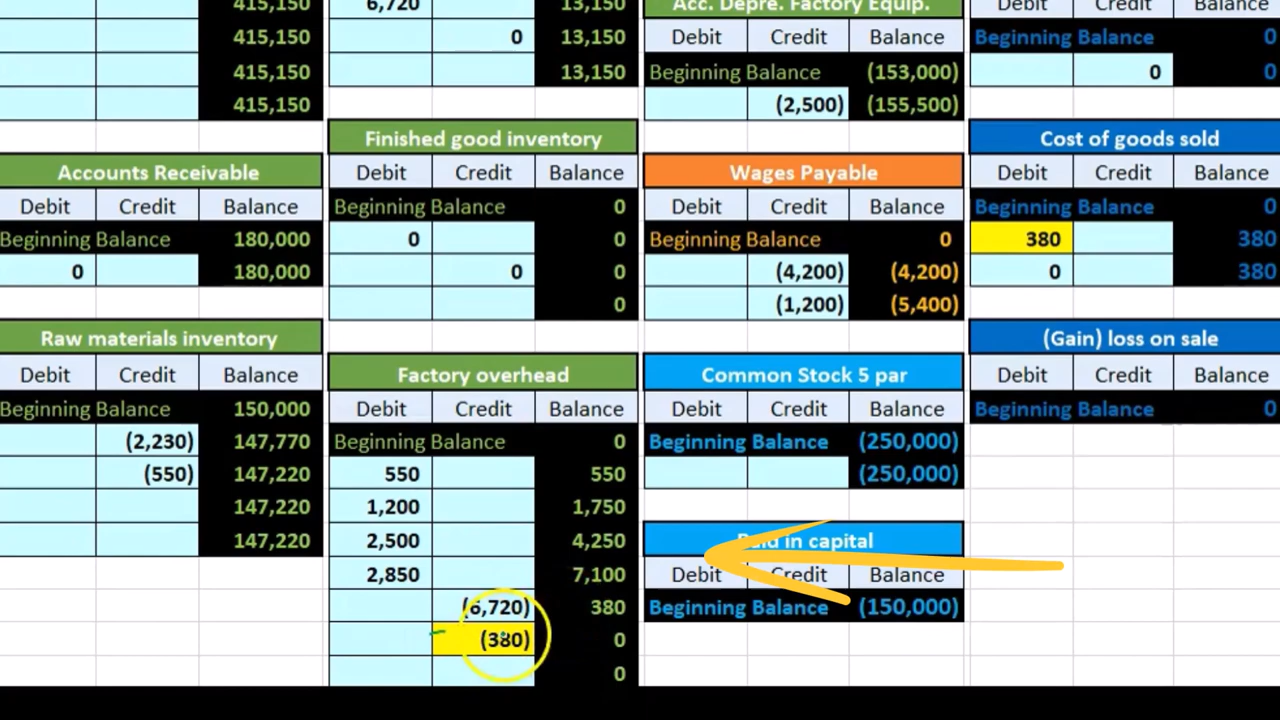 415,150
415,150
415,150
415,150
Accounts Receivable
Debit Credit Balance
Beginning Balance 180,000
0 180,000
Raw materials inventory
Debit Credit Balance
Beginning Balance 150,000
(2,230) 147,770
(550) 147,220
147,220
147,220
6,720 13,150
0 13,150
13,150
Finished good inventory
Debit Credit Balance
Beginning Balance 0
0 0
0 0
0
Factory overhead
Debit Credit Balance
Beginning Balance 0
550 550
1,200 1,750
2,500 4,250
2,850 7,100
(6,720) 380
(380) 0
0
Acc. Depre. Factory Equip.
Debit Credit Balance
Beginning Balance (153,000)
(2,500) (155,500)
Wages Payable
Debit Credit Balance
Beginning Balance 0
(4,200) (4,200)
(1,200) (5,400)
Common Stock 5 par
Debit Credit Balance
Beginning Balance (250,000)
(250,000)
Paid in capital
Debit Credit Balance
Beginning Balance (150,000)
Debit Credit Balance
Beginning Balance 0
0 0
Cost of goods sold
Debit Credit Balance
Beginning Balance 0
380 380
0 380
(Gain) loss on sale
Debit Credit Balance
Beginning Balance 0